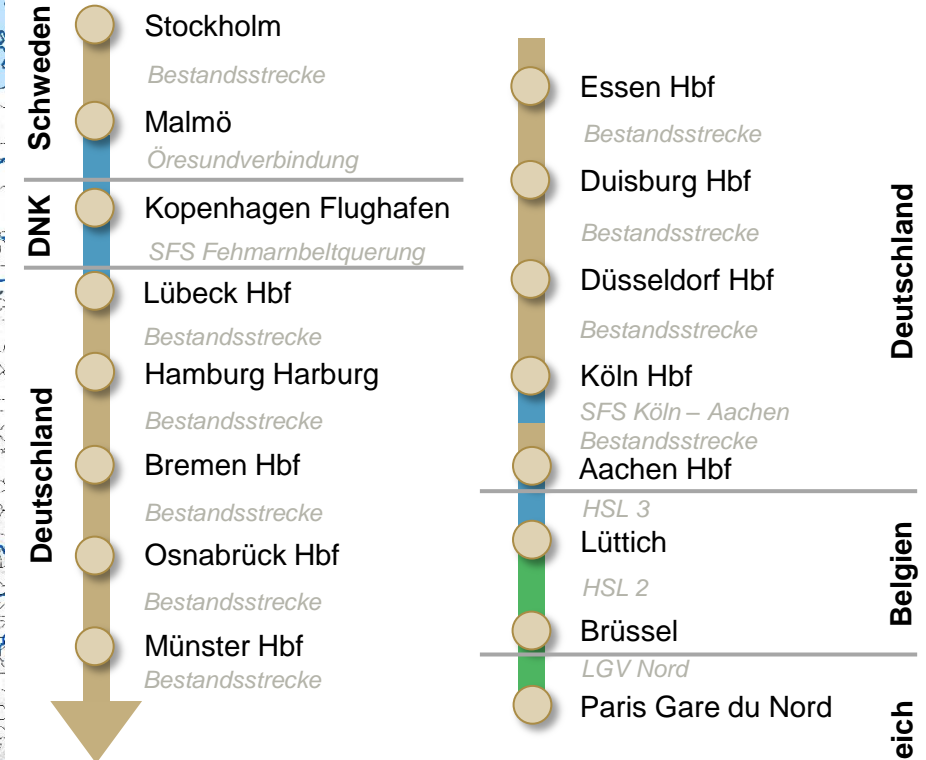 Schweden
Stockholm
Bestandsstrecke
Malmö
Öresundverbindung
DNK
Kopenhagen Flughafen
SFS Fehmarnbeltquerung
Deutschland
Lübeck Hbf
Bestandsstrecke
Hamburg Harburg
Bestandsstrecke
Bremen Hbf
Bestandsstrecke
Osnabrück Hbf
Bestandsstrecke
Münster Hbf
Bestandsstrecke
Essen Hbf
Bestandsstrecke
Duisburg Hbf
Bestandsstrecke
Düsseldorf Hbf
Bestandsstrecke
Köln Hbf
SFS Köln – Aachen
Bestandsstrecke
Aachen Hbf
Deutschland
HSL 3
Lüttich
HSL 2
Brüssel
Belgien
LGV Nord
Paris Gare du Nord
eich